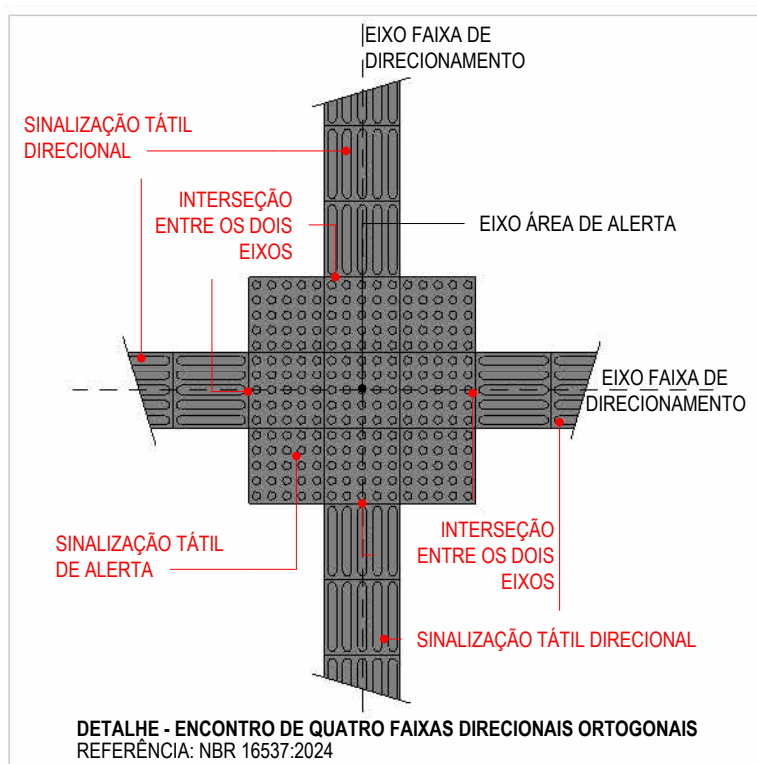 EIXO FAIXA DE
DIRECIONAMENTO
SINALIZAÇÃO TÁTIL
DIRECIONAL
INTERSEÇÃO
ENTRE OS DOIS
EIXOS
EIXO ÁREA DE ALERTA
EIXO FAIXA DE
DIRECIONAMENTO
SINALIZAÇÃO TÁTIL
DE ALERTA
INTERSEÇÃO
ENTRE OS DOIS
EIXOS
SINALIZAÇÃO TÁTIL DIRECIONAL
DETALHE - ENCONTRO DE QUATRO FAIXAS DIRECIONAIS ORTOGONAIS
REFERÊNCIA: NBR 16537:2024